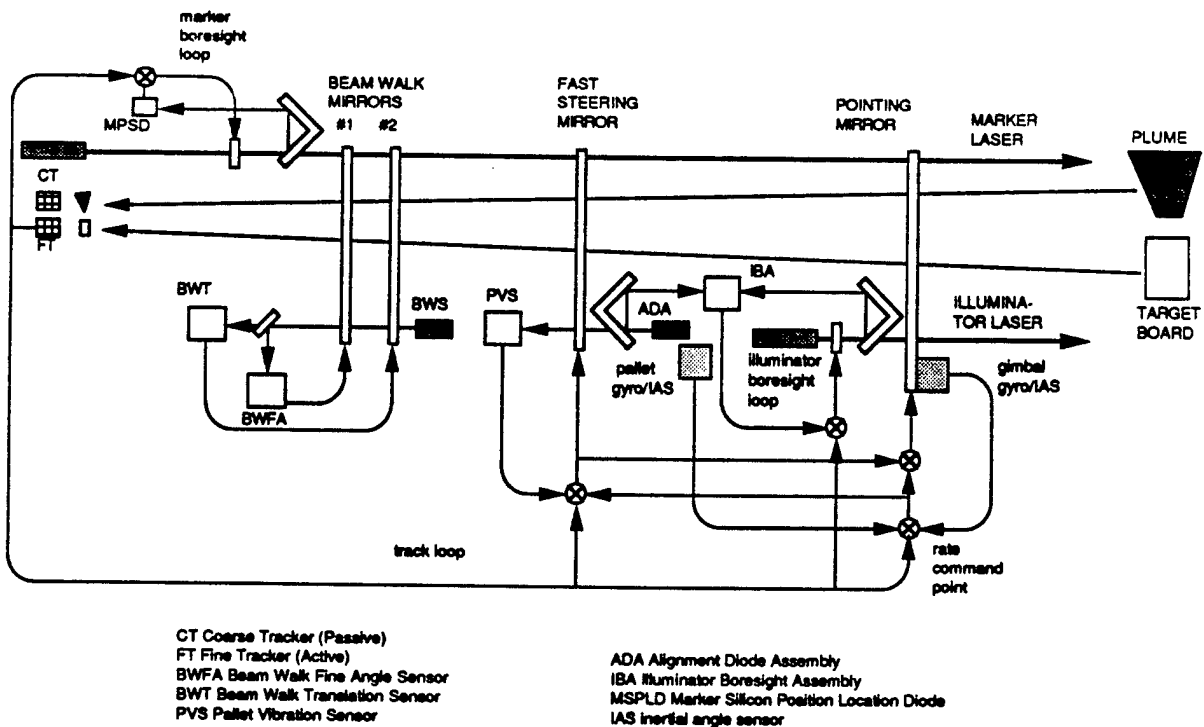 marker
boresight
loop
MPSD
BEAM WALK
MIRRORS
#1 #2
FAST
STEERING
MIRROR
POINTING
MIRROR
MARKER
LASER
PLUME
CT
FT
BWT
BWS
BWFA
PVS
ADA
IBA
pallet
gyro/IAS
illuminator
boresight
loop
ILLUMINA-
TOR LASER
gimbal
gyro/IAS
TARGET
BOARD
track loop
rate
command
point
CT Coarse Tracker (Passive)
FT Fine Tracker (Active)
BWFA Beam Walk Fine Angle Sensor
BWT Beam Walk Translation Sensor
PVS Pallet Vibration Sensor
ADA Alignment Diode Assembly
IBA Illuminator Boresight Assembly
MSPLD Marker Silicon Position Location Diode
IAS inertial angle sensor